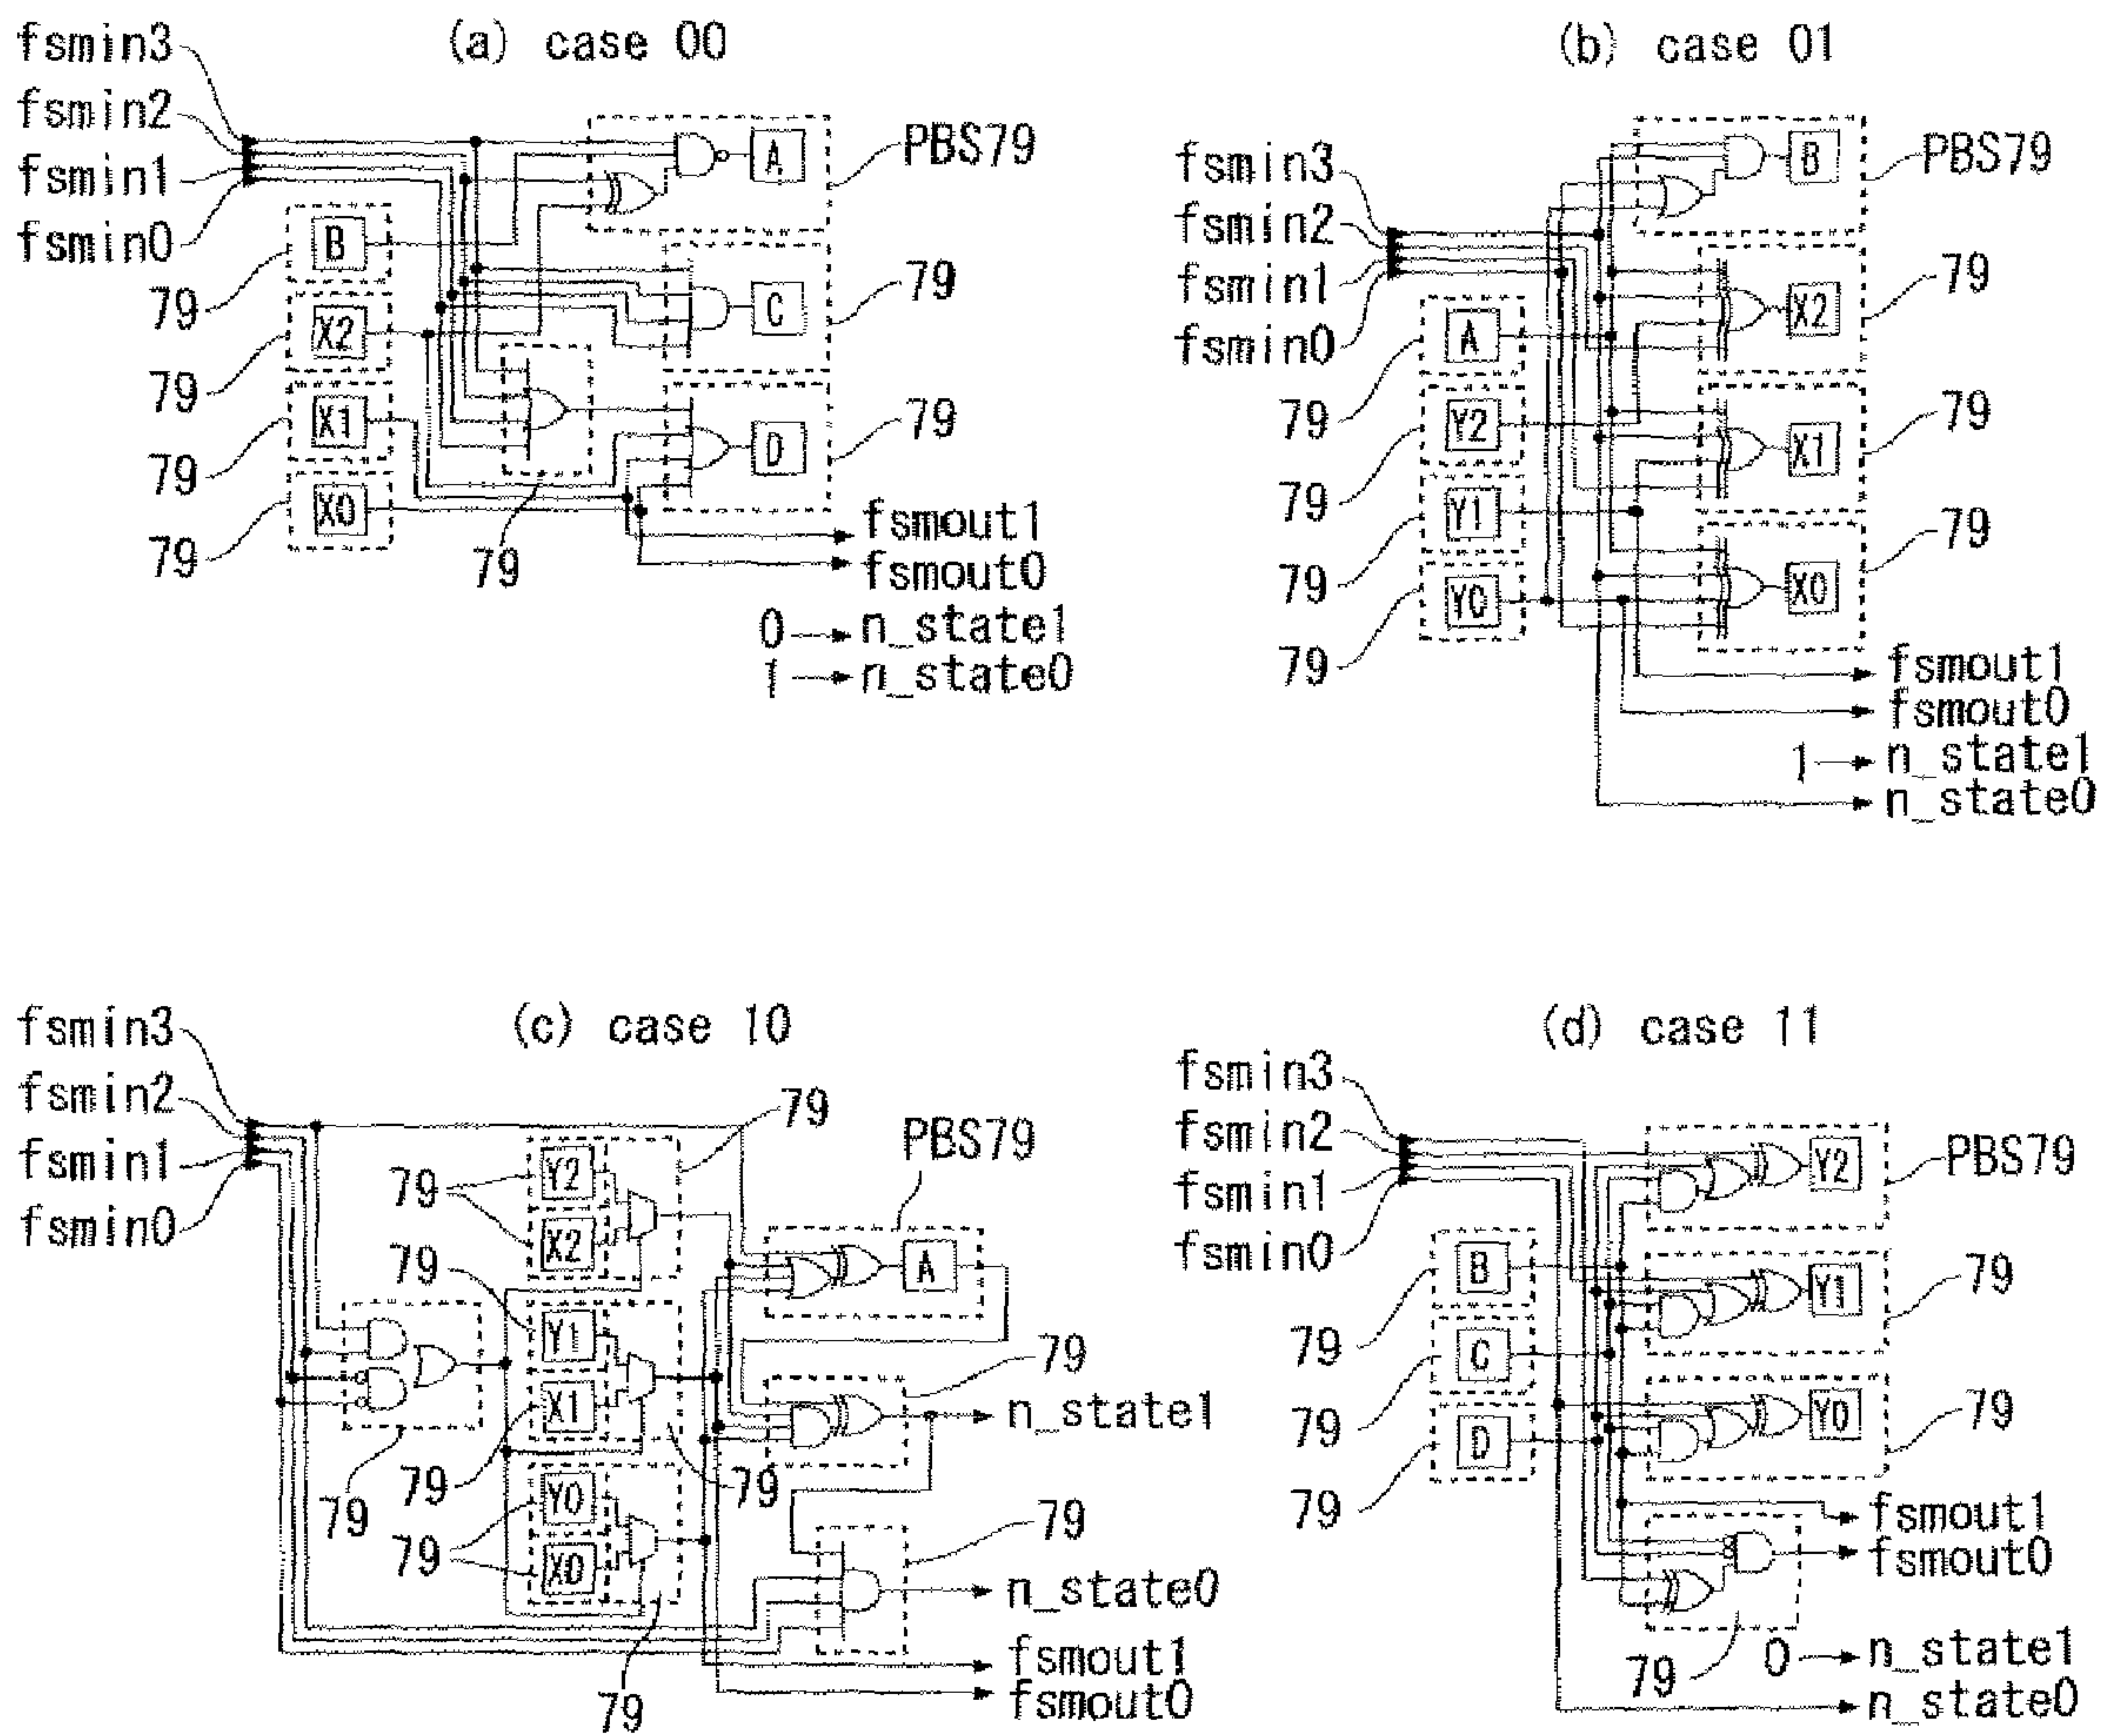 (a) case 00
fsmin3
fsmin2
fsmin1
fsmin0
A
PBS79
B
79
C
79
X2
79
X1
79
D
79
X0
79
79
fsmout1
fsmout0
0 n_state1
1 n_state0
(b) case 01
fsmin3
fsmin2
fsmin1
fsmin0
B
PBS79
X2
79
A
79
Y2
79
X1
79
Y1
79
Y0
79
X0
79
fsmout1
fsmout0
1 n_state1
n_state0
(c) case 10
fsmin3
fsmin2
fsmin1
fsmin0
79
79
Y2
X2
PBS79
A
79
Y1
X1
79
79
79
79
n_state1
79
Y0
X0
79
79
n_state0
fsmout1
fsmout0
(d) case 11
fsmin3
fsmin2
fsmin1
fsmin0
Y2
PBS79
B
79
Y1
79
C
79
Y0
79
D
79
fsmout1
fsmout0
79
0 n_state1
n_state0